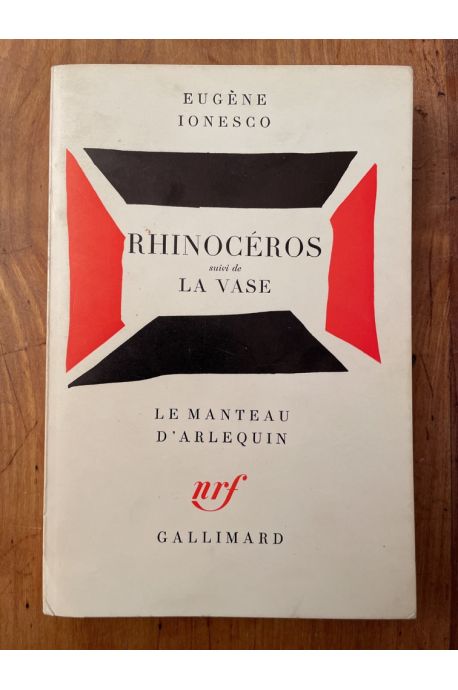 EUGÈNE
IONESCO
RHINOCÉROS
suivi de
LA VASE
LE MANTEAU
D'ARLEQUIN
nrf
GALLIMARD